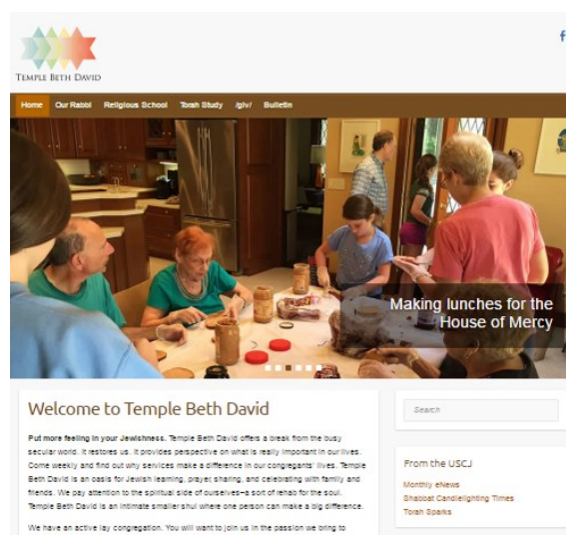 TEMPLE BETH DAVID
f
Home Our Rabbi Religious School Torah Study /giv/ Bulletin
Making lunches for the
House of Mercy
Welcome to Temple Beth David
Put more feeling in your Jewishness. Temple Beth David offers a break from the busy
secular world. It restores us. It provides perspective on what is really important in our lives.
Come weekly and find out why services make a difference in our congregants' lives. Temple
Beth David is an oasis for Jewish learning, prayer, sharing, and celebrating with family and
friends. We pay attention to the spiritual side of ourselves—a sort of rehab for the soul.
Temple Beth David is an intimate smaller shul where one person can make a big difference.
We have an active lay congregation. You will want to join us in the passion we bring to
Search
From the USCJ
Monthly eNews
Shabbat Candlelighting Times
Torah Sparks